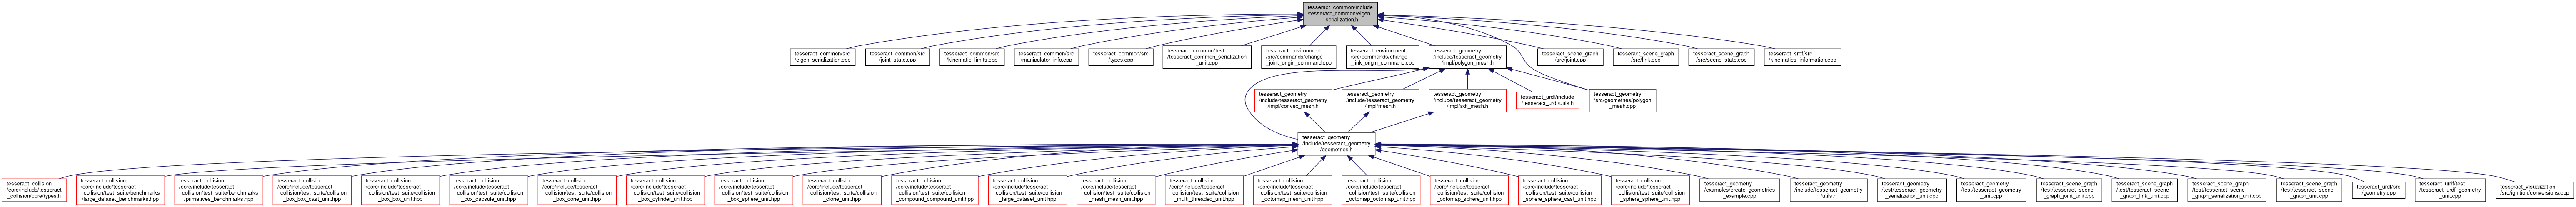 tesseract_common/include
/tesseract_common/eigen
_serialization.h
tesseract_common/src
/eigen_serialization.cpp
tesseract_common/src
/joint_state.cpp
tesseract_common/src
/kinematic_limits.cpp
tesseract_common/src
/manipulator_info.cpp
tesseract_common/src
/types.cpp
tesseract_common/test
/tesseract_common_serialization
_unit.cpp
tesseract_environment
/src/commands/change
_joint_origin_command.cpp
tesseract_environment
/src/commands/change
_link_origin_command.cpp
tesseract_geometry
/include/tesseract_geometry
/impl/polygon_mesh.h
tesseract_scene_graph
/src/joint.cpp
tesseract_scene_graph
/src/link.cpp
tesseract_scene_graph
/src/scene_state.cpp
tesseract_srdf/src
/kinematics_information.cpp
tesseract_geometry
/include/tesseract_geometry
/impl/convex_mesh.h
tesseract_geometry
/include/tesseract_geometry
/impl/mesh.h
tesseract_geometry
/include/tesseract_geometry
/impl/sdf_mesh.h
tesseract_urdf/include
/tesseract_urdf/utils.h
tesseract_geometry
/src/geometries/polygon
_mesh.cpp
tesseract_geometry
/include/tesseract_geometry
/geometries.h
tesseract_collision
/core/include/tesseract
_collision/core/types.h
tesseract_collision
/core/include/tesseract
_collision/test_suite/benchmarks
/large_dataset_benchmarks.hpp
tesseract_collision
/core/include/tesseract
_collision/test_suite/benchmarks
/primatives_benchmarks.hpp
tesseract_collision
/core/include/tesseract
_collision/test_suite/collision
_box_box_cast_unit.hpp
tesseract_collision
/core/include/tesseract
_collision/test_suite/collision
_box_box_unit.hpp
tesseract_collision
/core/include/tesseract
_collision/test_suite/collision
_box_capsule_unit.hpp
tesseract_collision
/core/include/tesseract
_collision/test_suite/collision
_box_cone_unit.hpp
tesseract_collision
/core/include/tesseract
_collision/test_suite/collision
_box_cylinder_unit.hpp
tesseract_collision
/core/include/tesseract
_collision/test_suite/collision
_box_sphere_unit.hpp
tesseract_collision
/core/include/tesseract
_collision/test_suite/collision
_clone_unit.hpp
tesseract_collision
/core/include/tesseract
_collision/test_suite/collision
_compound_compound_unit.hpp
tesseract_collision
/core/include/tesseract
_collision/test_suite/collision
_large_dataset_unit.hpp
tesseract_collision
/core/include/tesseract
_collision/test_suite/collision
_mesh_mesh_unit.hpp
tesseract_collision
/core/include/tesseract
_collision/test_suite/collision
_multi_threaded_unit.hpp
tesseract_collision
/core/include/tesseract
_collision/test_suite/collision
_octomap_mesh_unit.hpp
tesseract_collision
/core/include/tesseract
_collision/test_suite/collision
_octomap_octomap_unit.hpp
tesseract_collision
/core/include/tesseract
_collision/test_suite/collision
_octomap_sphere_unit.hpp
tesseract_collision
/core/include/tesseract
_collision/test_suite/collision
_sphere_sphere_cast_unit.hpp
tesseract_collision
/core/include/tesseract
_collision/test_suite/collision
_sphere_sphere_unit.hpp
tesseract_geometry
/examples/create_geometries
_example.cpp
tesseract_geometry
/include/tesseract_geometry
/utils.h
tesseract_geometry
/test/tesseract_geometry
_serialization_unit.cpp
tesseract_geometry
/test/tesseract_geometry
_unit.cpp
tesseract_scene_graph
/test/tesseract_scene
_graph_joint_unit.cpp
tesseract_scene_graph
/test/tesseract_scene
_graph_link_unit.cpp
tesseract_scene_graph
/test/tesseract_scene
_graph_serialization_unit.cpp
tesseract_scene_graph
/test/tesseract_scene
_graph_unit.cpp
tesseract_urdf/src
/geometry.cpp
tesseract_urdf/test
/tesseract_urdf_geometry
_unit.cpp
tesseract_visualization
/src/ignition/conversions.cpp